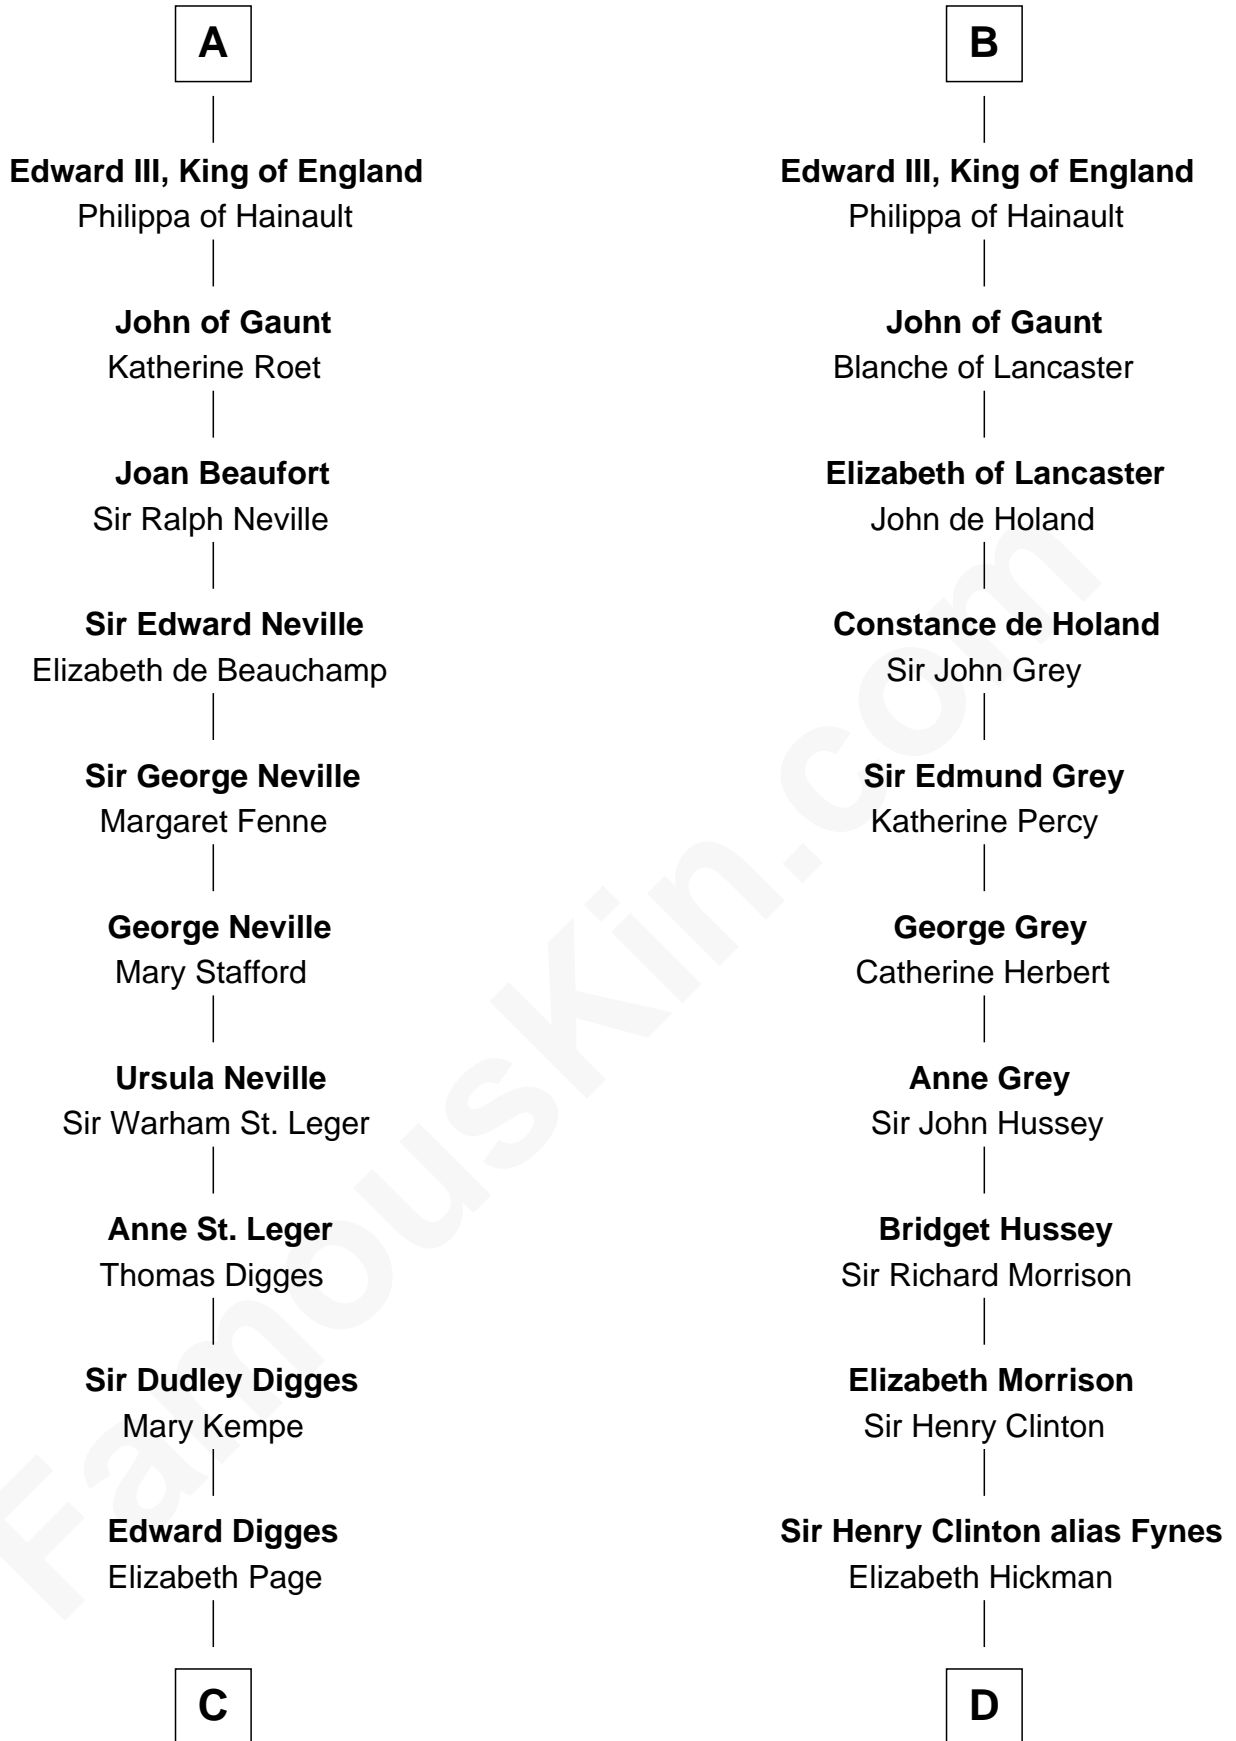 A
Edward III, King of England
Philippa of Hainault
John of Gaunt
Katherine Roet
Joan Beaufort
Sir Ralph Neville
Sir Edward Neville
Elizabeth de Beauchamp
Sir George Neville
Margaret Fenne
George Neville
Mary Stafford
Ursula Neville
Sir Warham St. Leger
Anne St. Leger
Thomas Digges
Sir Dudley Digges
Mary Kempe
Edward Digges
Elizabeth Page
C
B
Edward III, King of England
Philippa of Hainault
John of Gaunt
Blanche of Lancaster
Elizabeth of Lancaster
John de Holand
Constance de Holand
Sir John Grey
Sir Edmund Grey
Katherine Percy
George Grey
Catherine Herbert
Anne Grey
Sir John Hussey
Bridget Hussey
Sir Richard Morrison
Elizabeth Morrison
Sir Henry Clinton
Sir Henry Clinton alias Fynes
Elizabeth Hickman
D
FamousKin.com